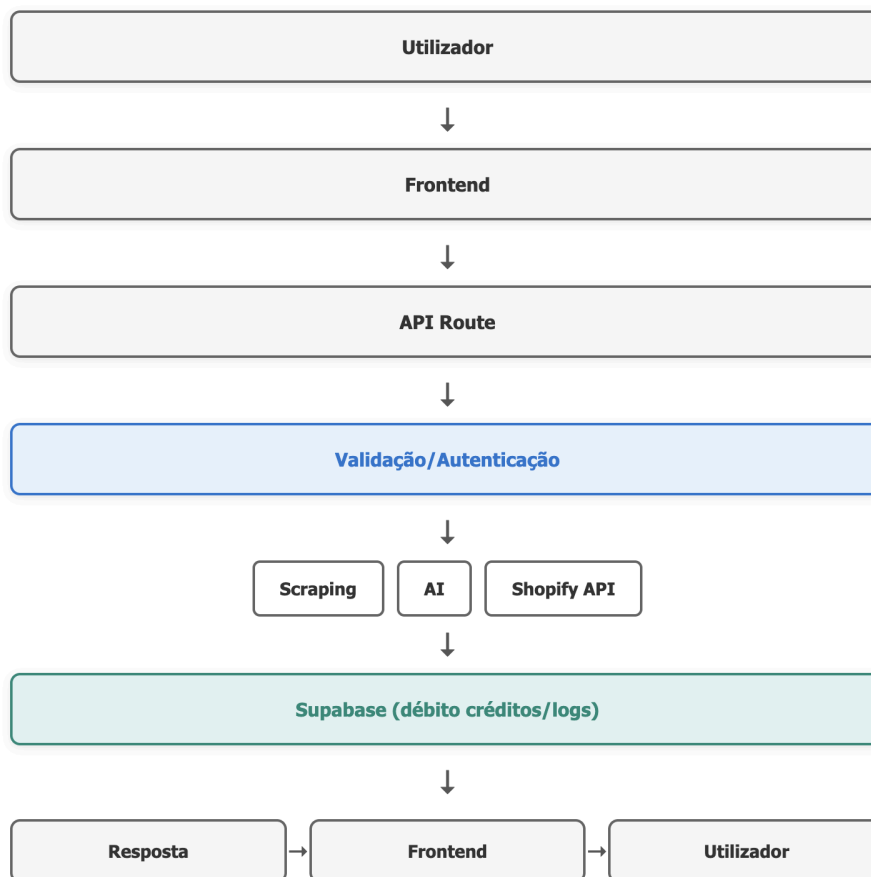 Utilizador
Frontend
API Route
Validação/Autenticação
Scraping
AI
Shopify API
Supabase (débito créditos/logs)
Resposta
Frontend
Utilizador